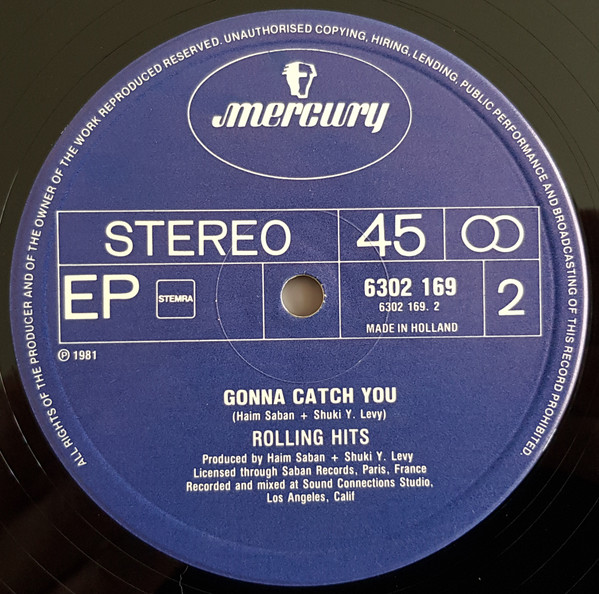 ALL RIGHTS OF THE PRODUCER AND OF THE OWNER OF THE WORK REPRODUCED RESERVED. UNAUTHORISED COPYING, HIRING, LENDING, PUBLIC PERFORMANCE AND BROADCASTING OF THIS RECORD PROHIBITED.
mercury
STEREO 45
EP STEMRA 6302 169 2
6302 169. 2
MADE IN HOLLAND
℗ 1981
GONNA CATCH YOU
(Haim Saban + Shuki Y. Levy)
ROLLING HITS
Produced by Haim Saban + Shuki Y. Levy
Licensed through Saban Records, Paris, France
Recorded and mixed at Sound Connections Studio,
Los Angeles, Calif